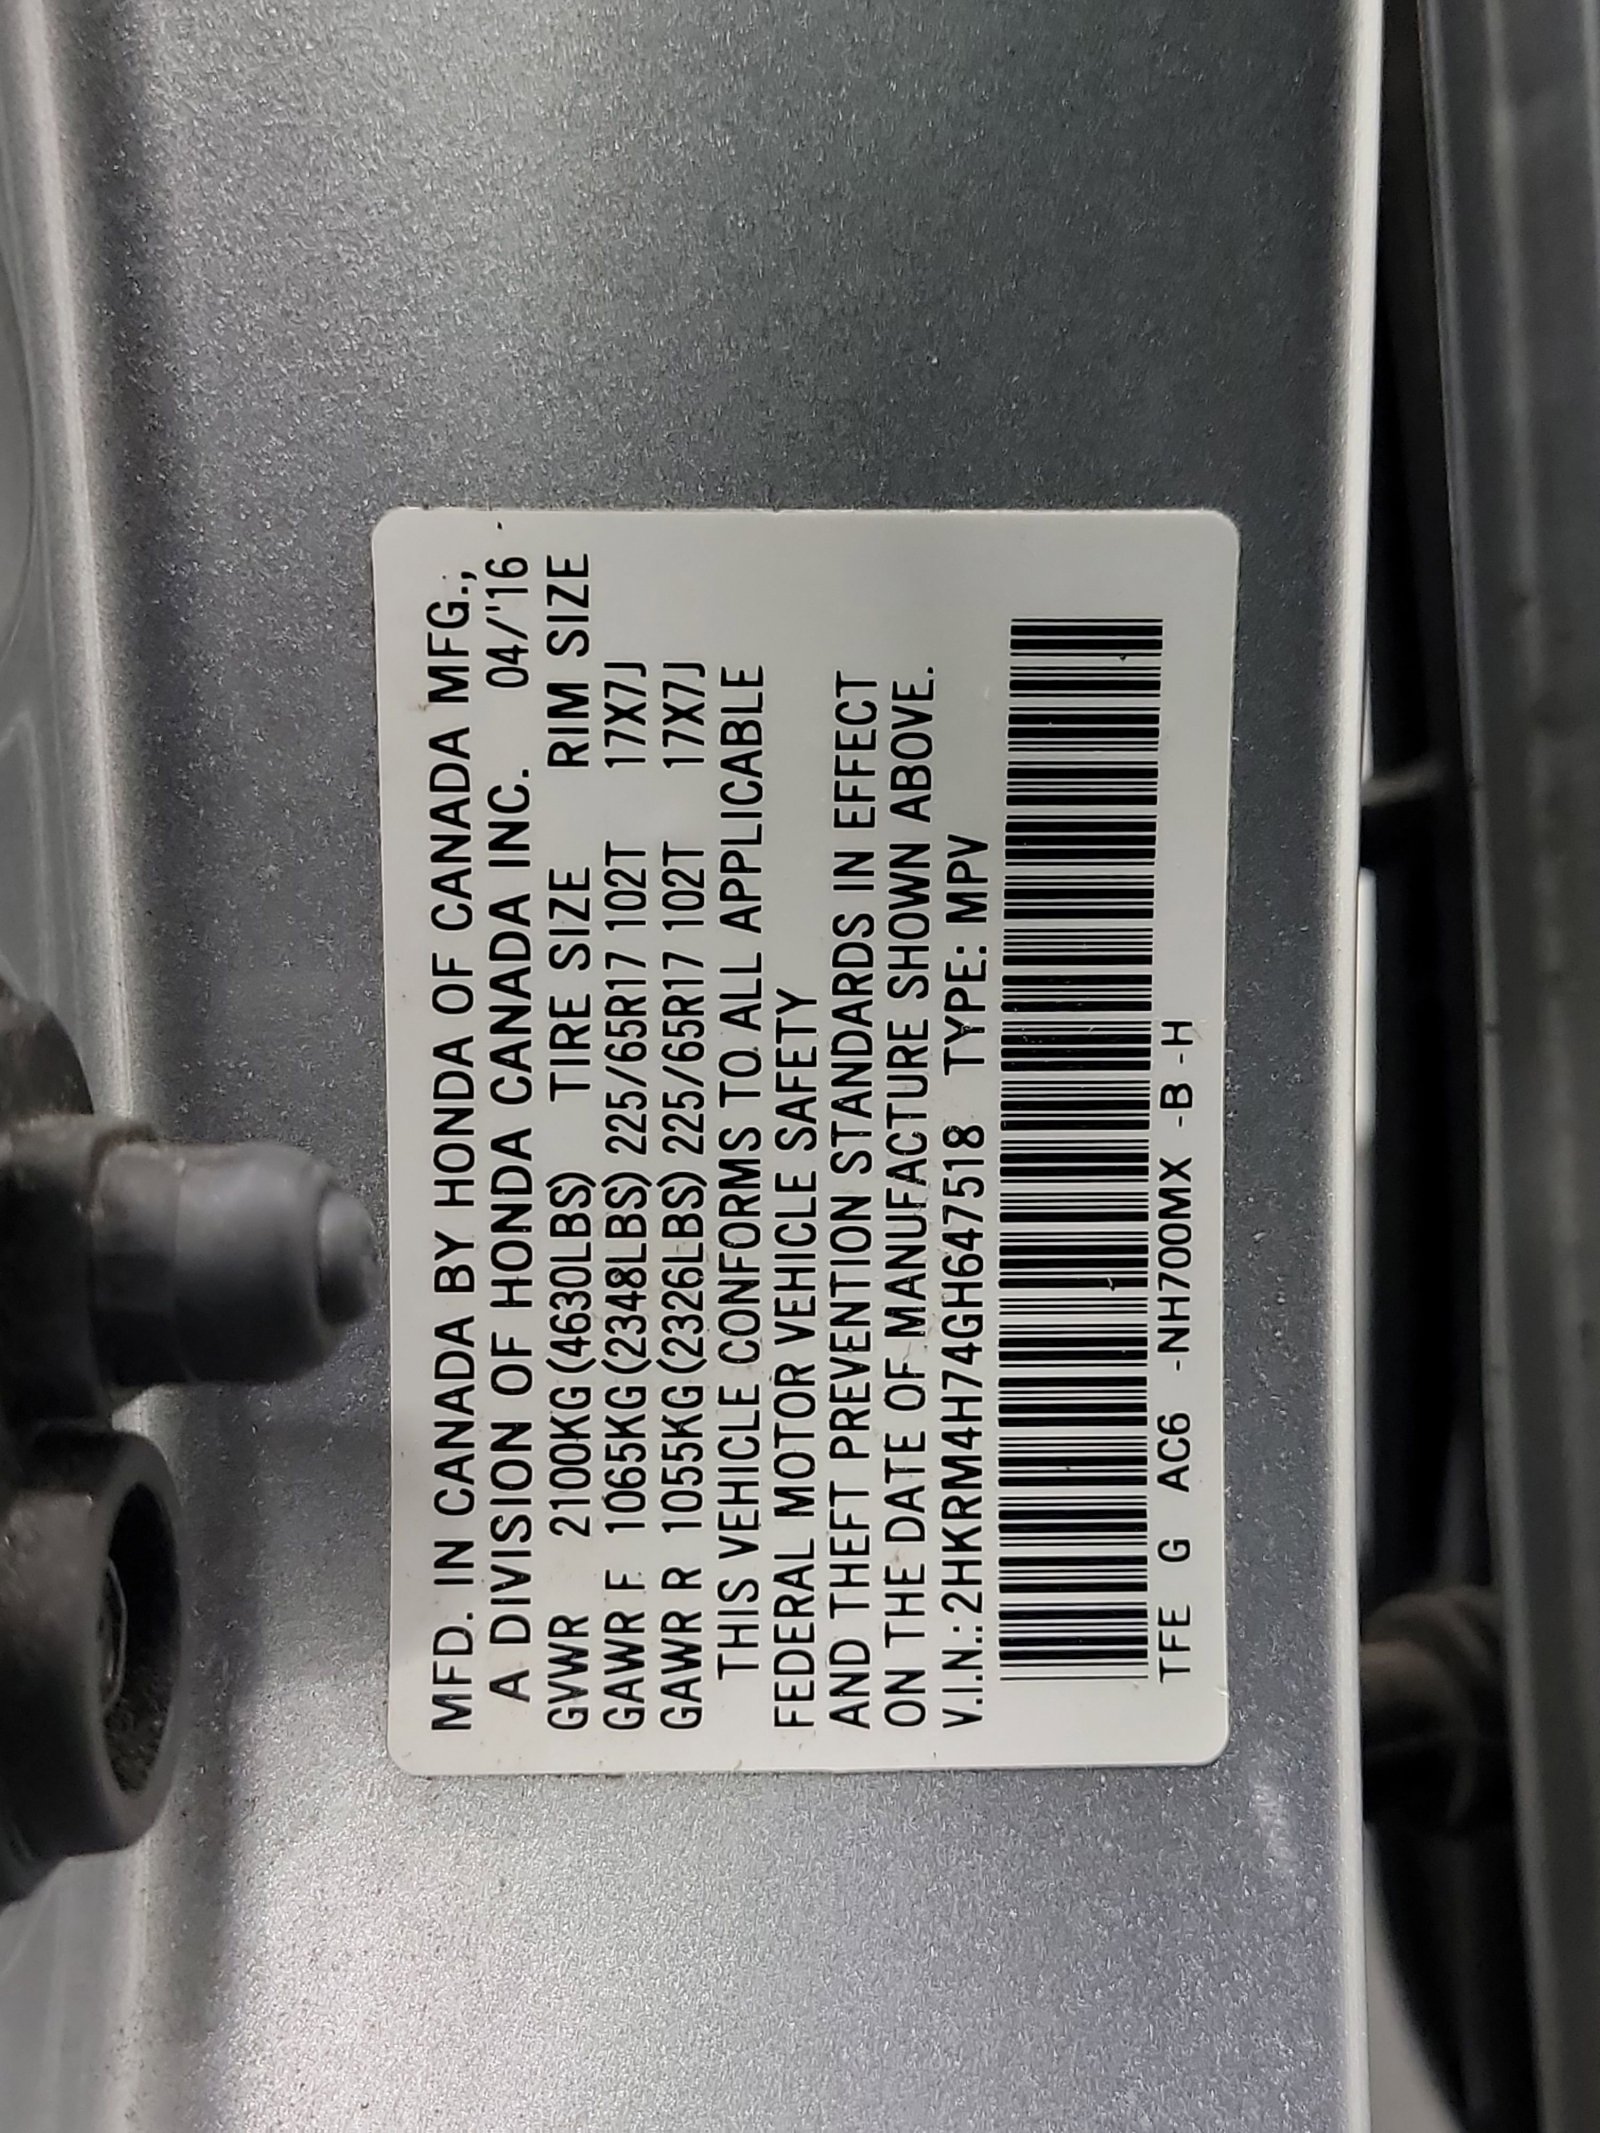 MFD. IN CANADA BY HONDA OF CANADA MFG.,
A DIVISION OF HONDA CANADA INC. 04/'16
GVWR 2100KG(4630LBS) TIRE SIZE RIM SIZE
GAWR F 1065KG(2348LBS) 225/65R17 102T 17X7J
GAWR R 1055KG(2326LBS) 225/65R17 102T 17X7J
THIS VEHICLE CONFORMS TO ALL APPLICABLE
FEDERAL MOTOR VEHICLE SAFETY
AND THEFT PREVENTION STANDARDS IN EFFECT
ON THE DATE OF MANUFACTURE SHOWN ABOVE.
V.I.N.: 2HKRM4H74GH647518 TYPE: MPV
TFE G AC6 -NH700MX -B -H